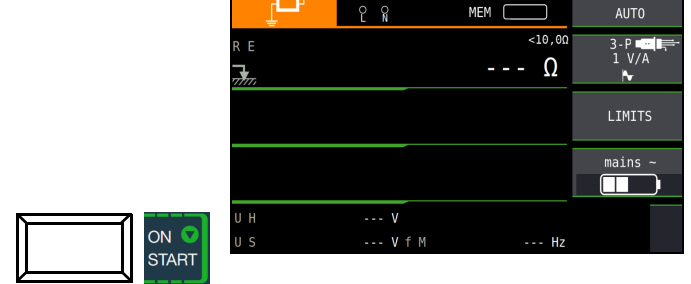 L N MEM AUTO
R E <10,0Ω 3-P
1 V/A
--- Ω
LIMITS
mains ~
U H --- V
U S --- V f M --- Hz
ON
START